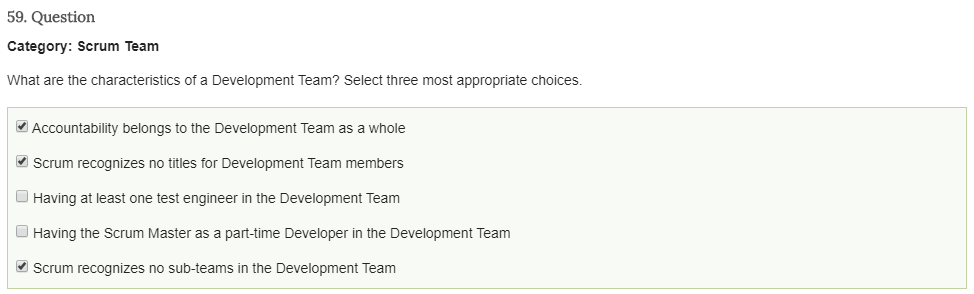 59. Question
Category: Scrum Team
What are the characteristics of a Development Team? Select three most appropriate choices.
Accountability belongs to the Development Team as a whole
Scrum recognizes no titles for Development Team members
Having at least one test engineer in the Development Team
Having the Scrum Master as a part-time Developer in the Development Team
Scrum recognizes no sub-teams in the Development Team